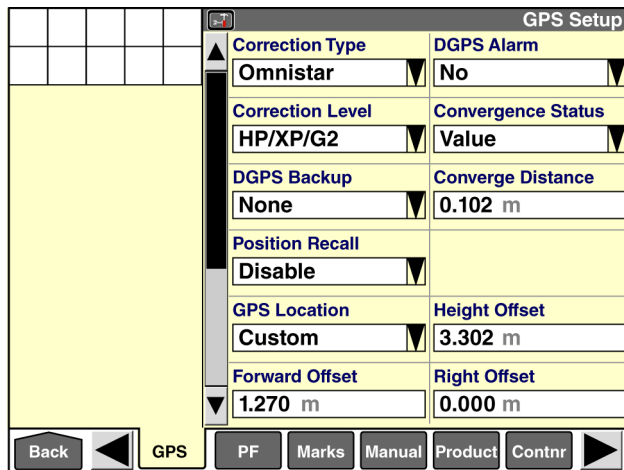 GPS Setup
Correction Type
DGPS Alarm
Omnistar
No
Correction Level
Convergence Status
HP/XP/G2
Value
DGPS Backup
Converge Distance
None
0.102 m
Position Recall
Disable
GPS Location
Height Offset
Custom
3.302 m
Forward Offset
Right Offset
1.270 m
0.000 m
Back
GPS
PF
Marks
Manual
Product
Contnr